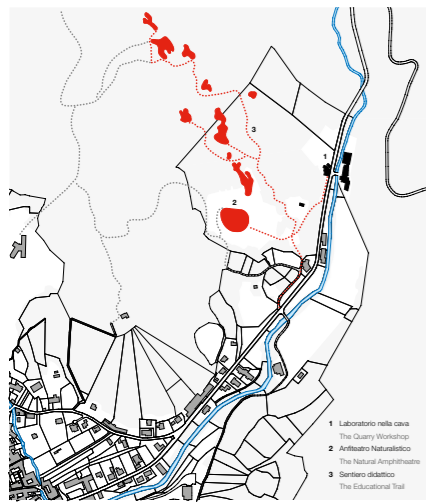 3
1
2
1 Laboratorio nella cava
The Quarry Workshop
2 Anfiteatro Naturalistico
The Natural Amphitheatre
3 Sentiero didattico
The Educational Trail